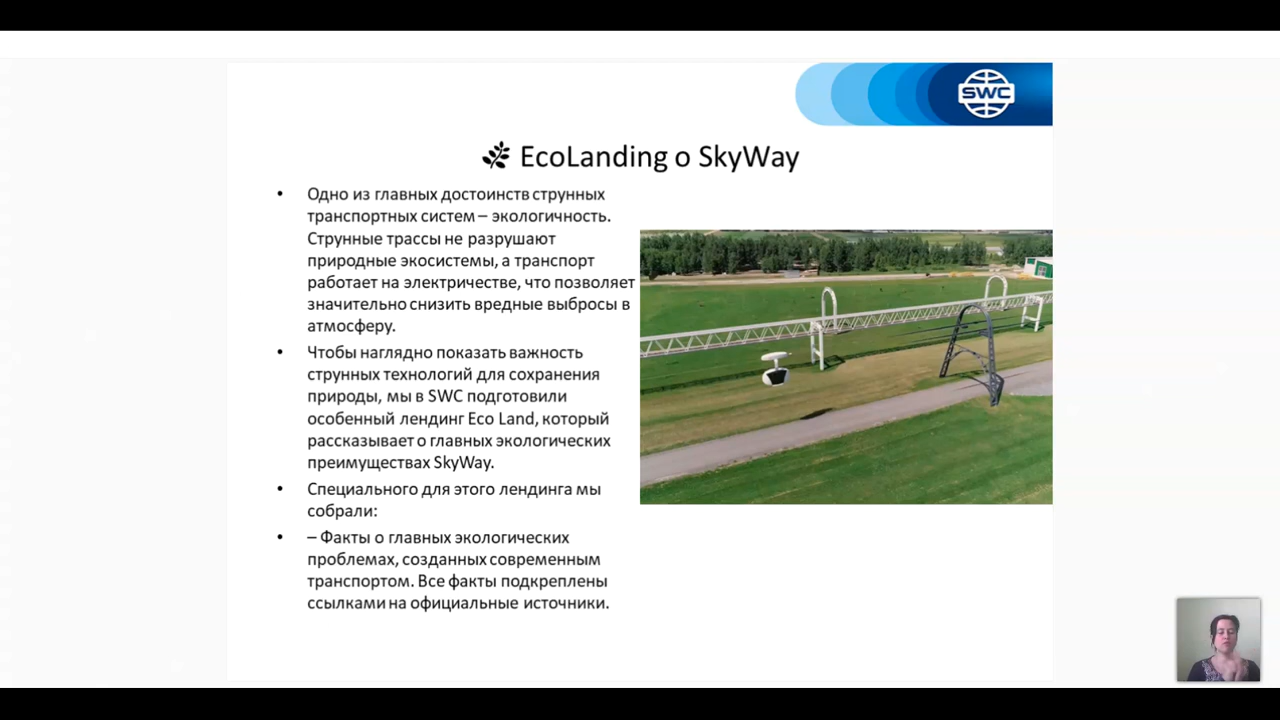 SWC
EcoLanding о SkyWay
• Одно из главных достоинств струнных
транспортных систем – экологичность.
Струнные трассы не разрушают
природные экосистемы, а транспорт
работает на электричестве, что позволяет
значительно снизить вредные выбросы в
атмосферу.
• Чтобы наглядно показать важность
струнных технологий для сохранения
природы, мы в SWC подготовили
особенный лендинг Eco Land, который
рассказывает о главных экологических
преимуществах SkyWay.
• Специального для этого лендинга мы
собрали:
• – Факты о главных экологических
проблемах, созданных современным
транспортом. Все факты подкреплены
ссылками на официальные источники.